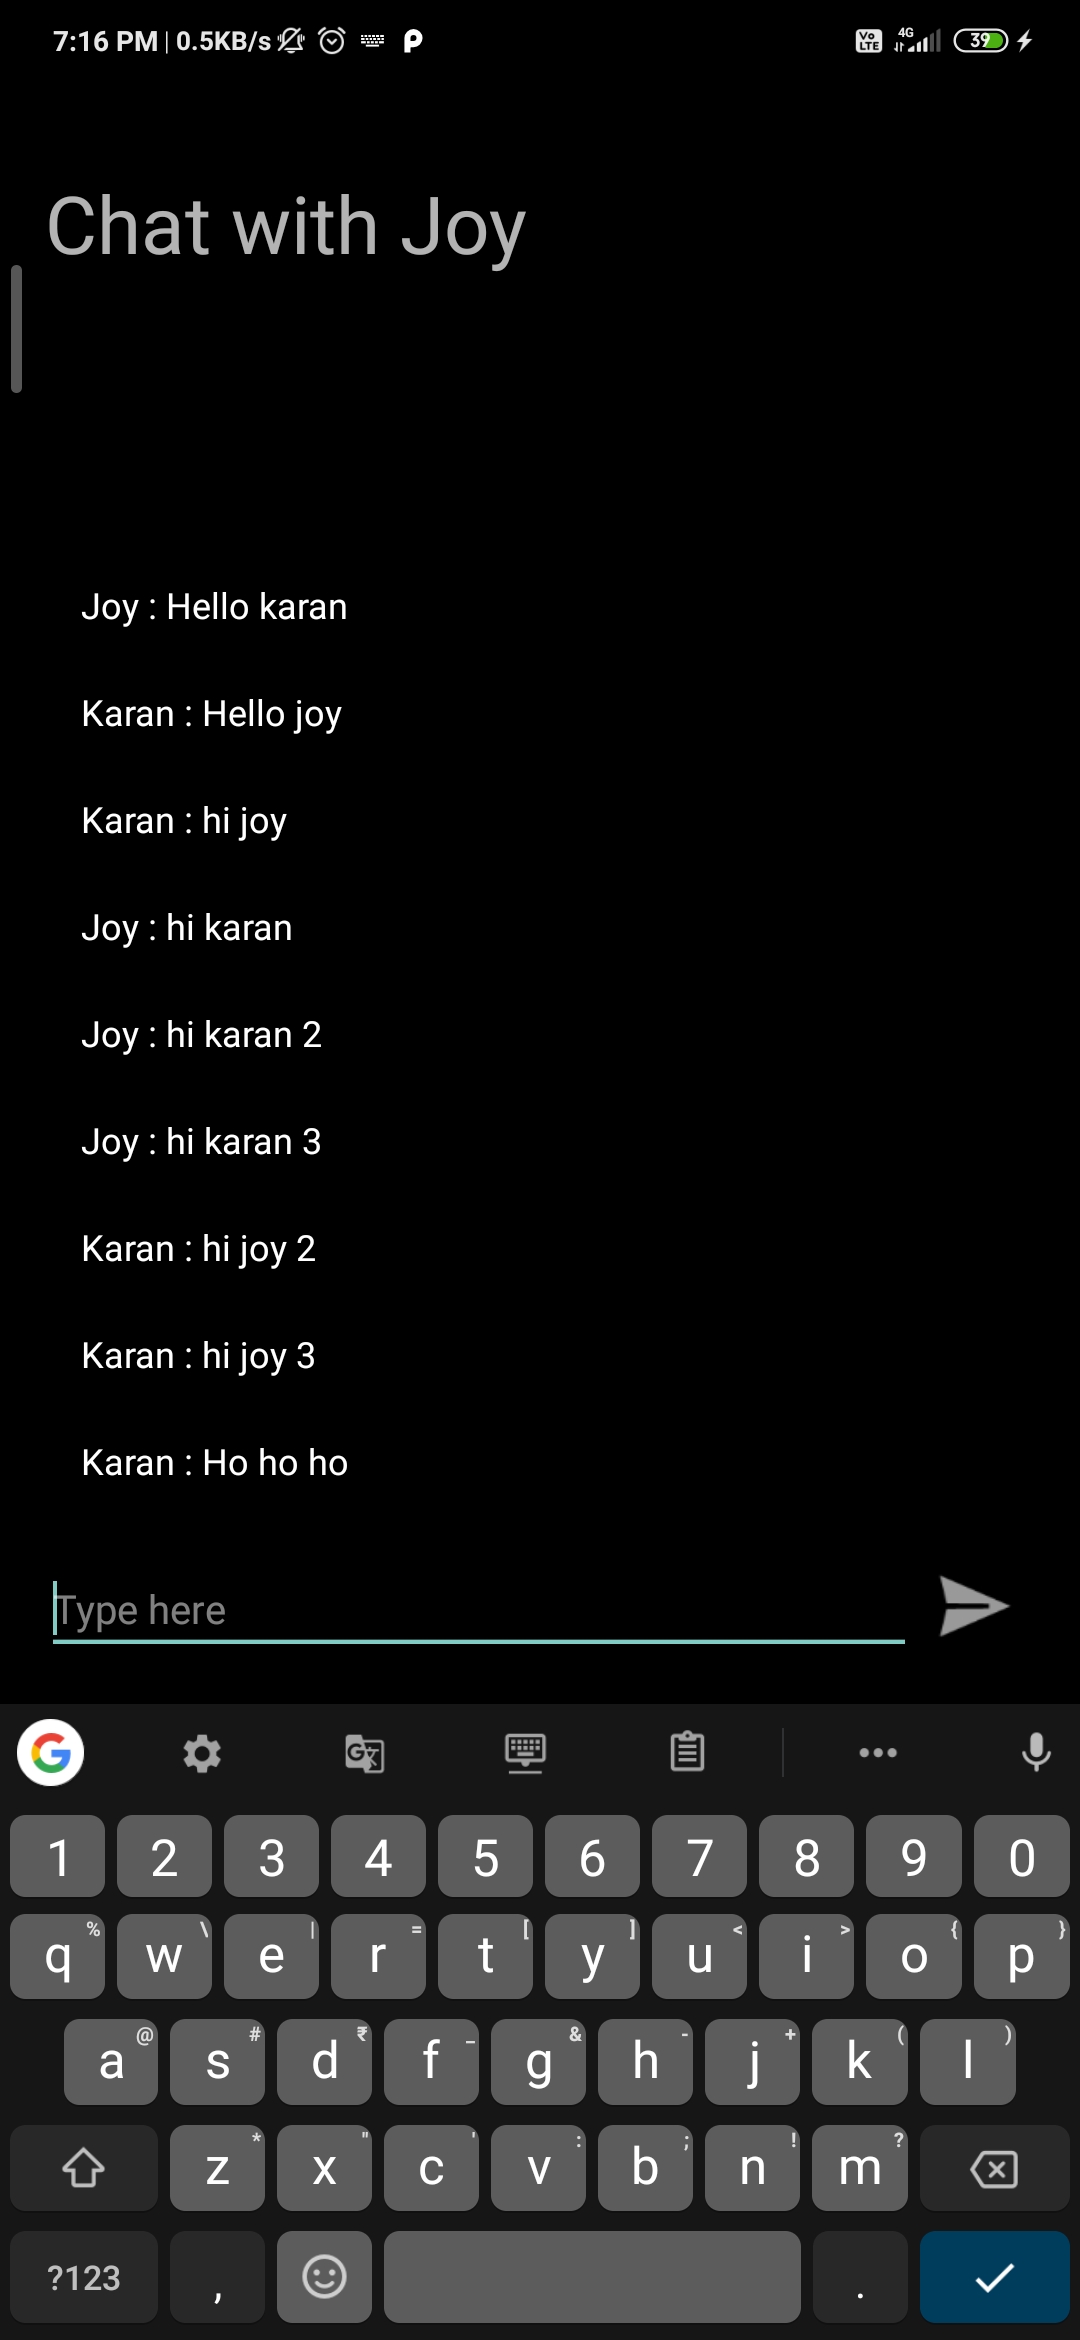 7:16 PM | 0.5KB/s
Vo LTE 4G 39
Chat with Joy
Joy : Hello karan
Karan : Hello joy
Karan : hi joy
Joy : hi karan
Joy : hi karan 2
Joy : hi karan 3
Karan : hi joy 2
Karan : hi joy 3
Karan : Ho ho ho
Type here
1 2 3 4 5 6 7 8 9 0
q % w \ e | r = t [ y ] u < i > o { p }
a @ s # d ₹ f _ g & h - j + k ( l )
z * x " c ' v : b ; n ! m ?
?123 , .